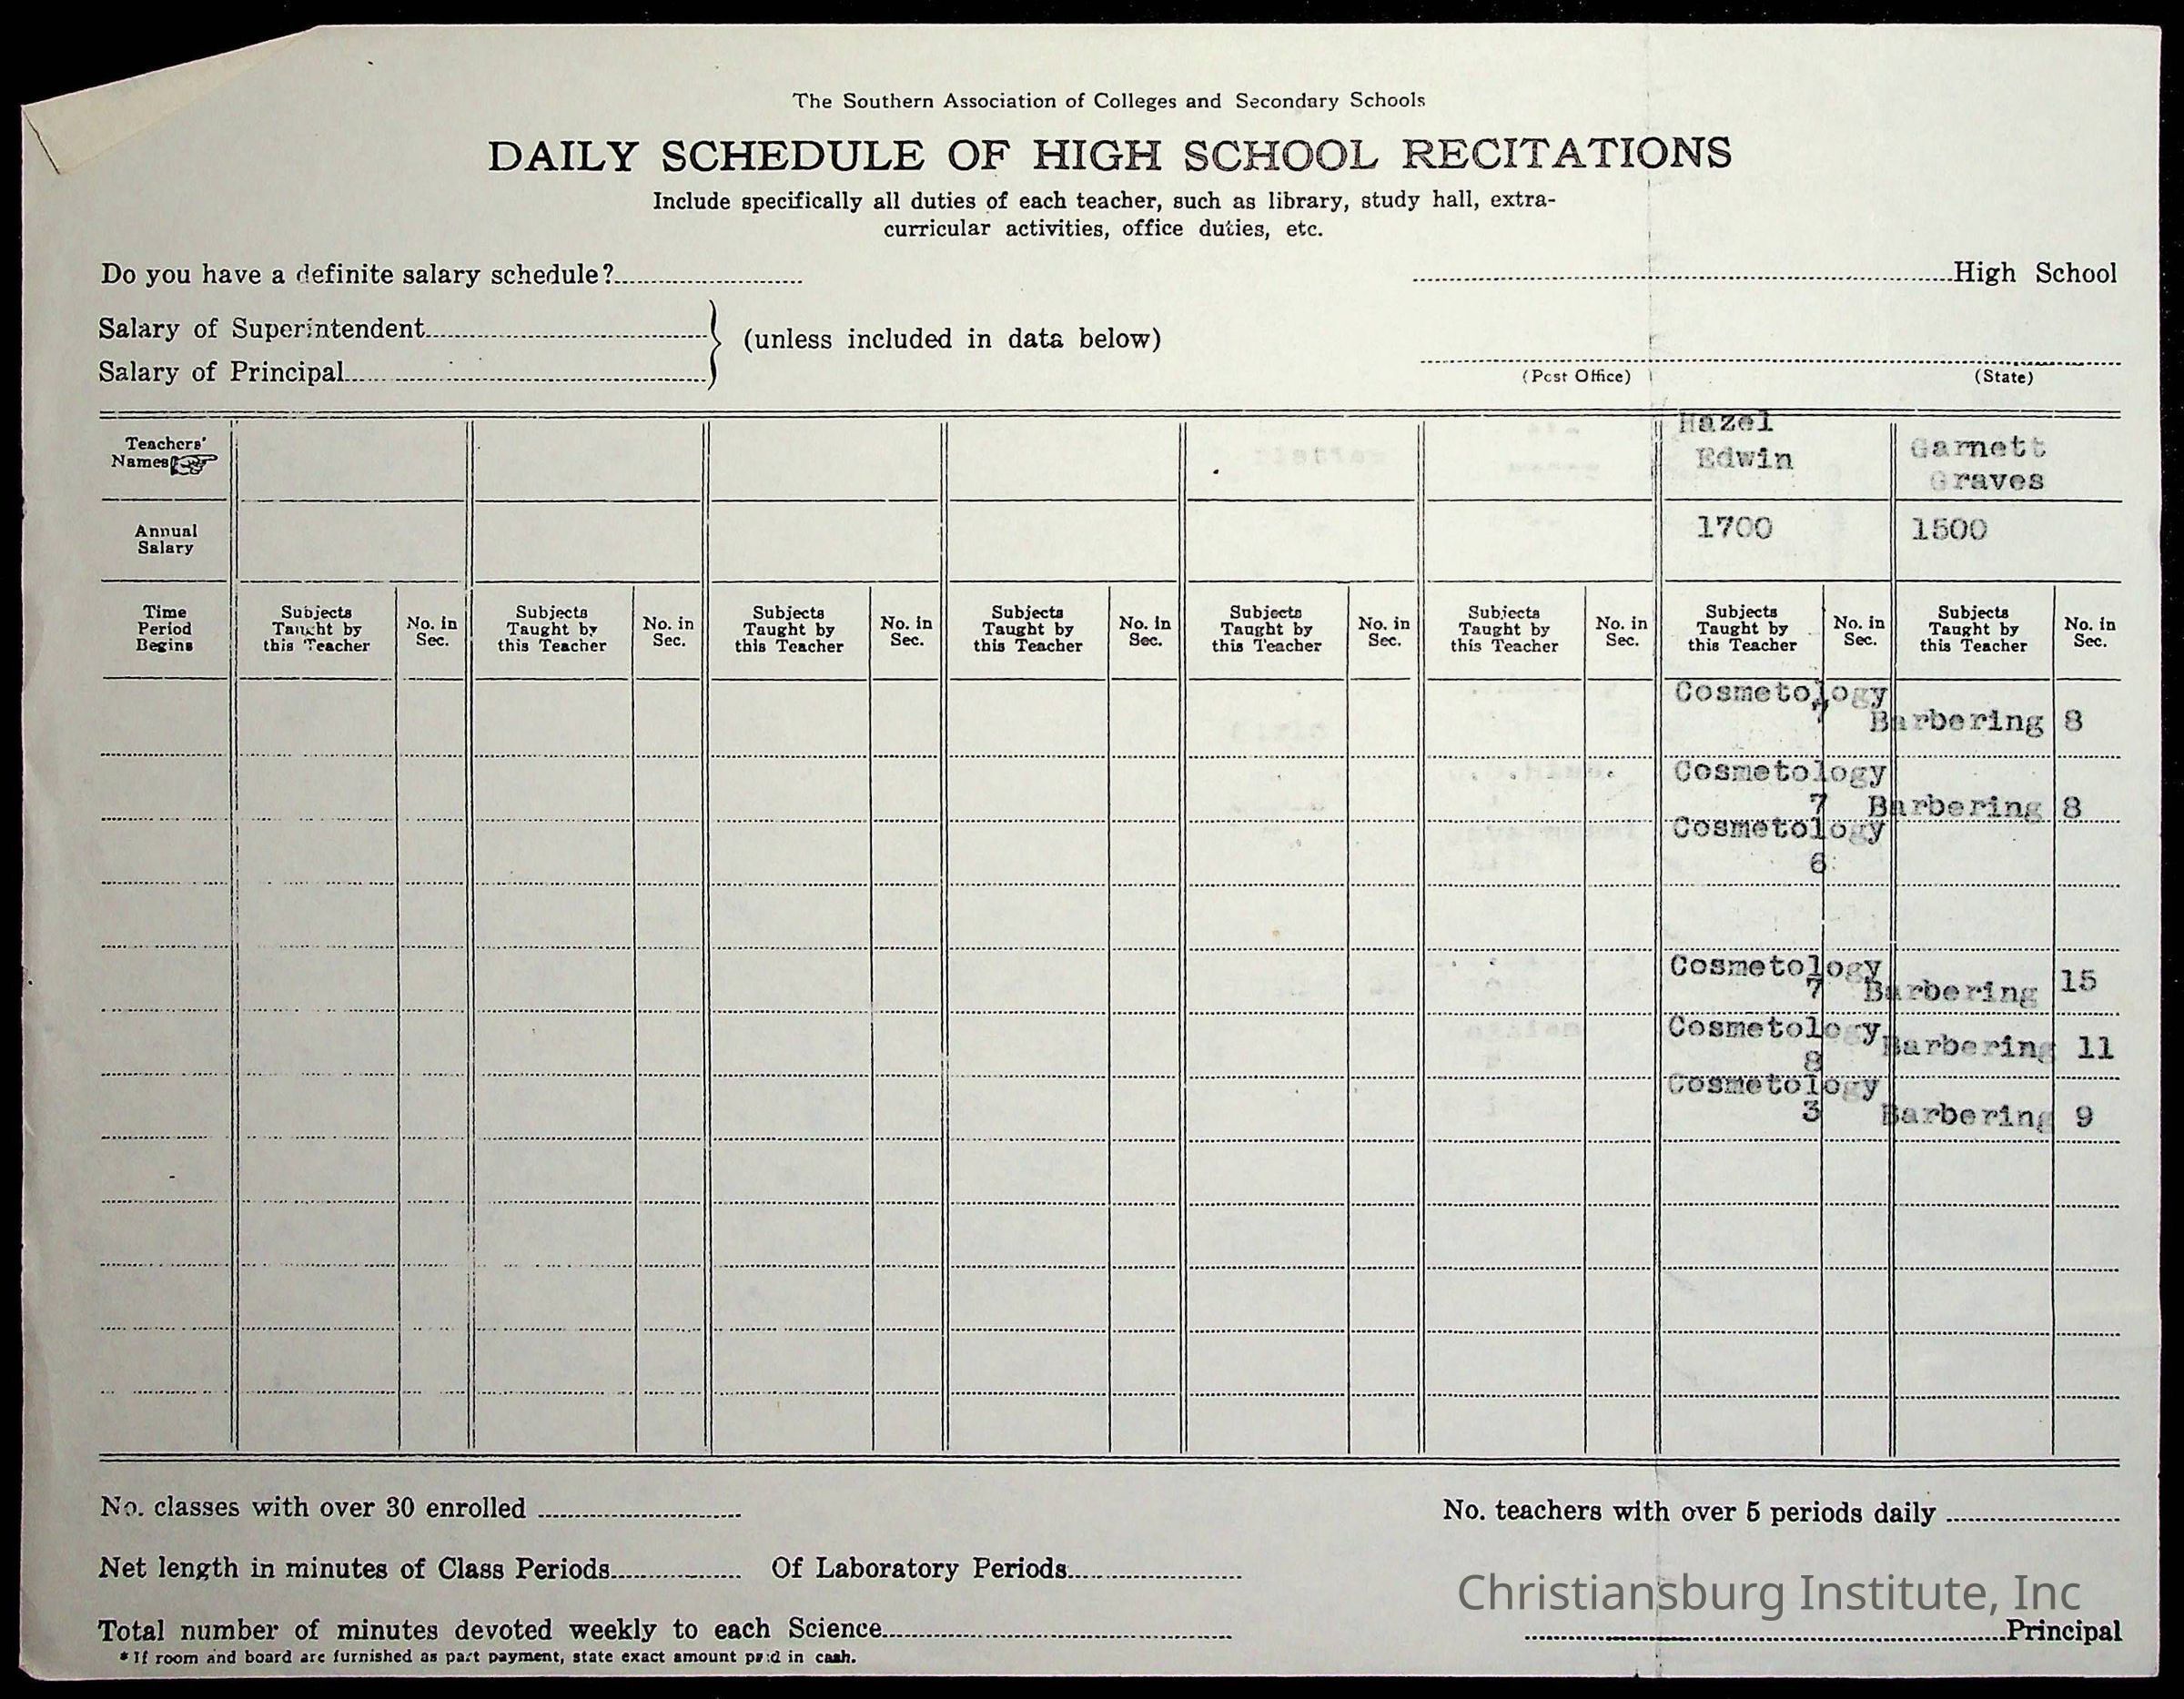 The Southern Association of Colleges and Secondary Schools
DAILY SCHEDULE OF HIGH SCHOOL RECITATIONS
Include specifically all duties of each teacher, such as library, study hall, extra-
curricular activities, office duties, etc.
Do you have a definite salary schedule?
High School
Salary of Superintendent
(unless included in data below)
Salary of Principal
(Post Office)
(State)
Teachers' Names
Hazel Edwin
Garnett Graves
Annual Salary
1700
1500
Time Period Begins
Subjects Taught by this Teacher
No. in Sec.
Subjects Taught by this Teacher
No. in Sec.
Subjects Taught by this Teacher
No. in Sec.
Subjects Taught by this Teacher
No. in Sec.
Subjects Taught by this Teacher
No. in Sec.
Subjects Taught by this Teacher
No. in Sec.
Subjects Taught by this Teacher
No. in Sec.
Subjects Taught by this Teacher
No. in Sec.
Cosmetology 7
Barbering 8
Cosmetology 7
Barbering 8
Cosmetology 6
Cosmetology 7
Barbering 15
Cosmetology 8
Barbering 11
Cosmetology 3
Barbering 9
No. classes with over 30 enrolled
No. teachers with over 5 periods daily
Net length in minutes of Class Periods
Of Laboratory Periods
Christiansburg Institute, Inc
Total number of minutes devoted weekly to each Science
Principal
*If room and board are furnished as part payment, state exact amount paid in cash.